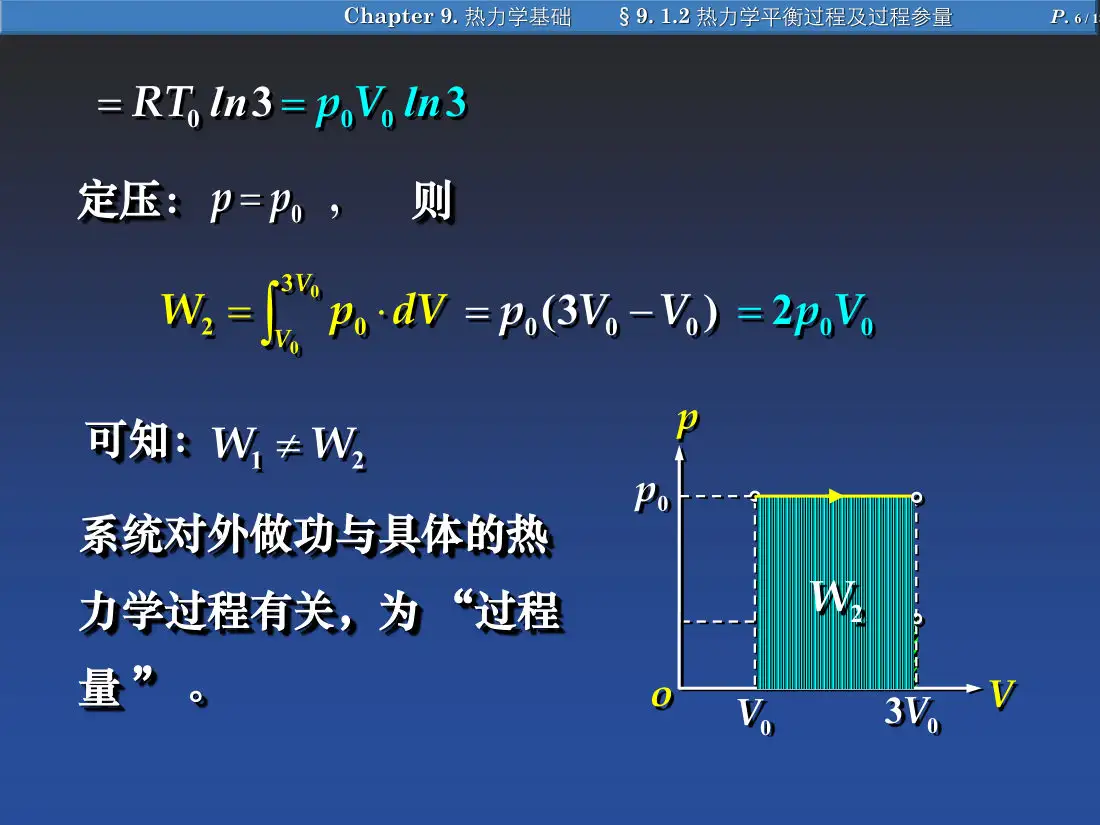 Chapter 9. 热力学基础 §9. 1.2 热力学平衡过程及过程参量 P. 6 / 1
= RT₀ ln3 = p₀V₀ ln3
定压： p = p₀ ， 则
W₂ = ∫_{V₀}^{3V₀} p₀ · dV = p₀(3V₀ − V₀) = 2p₀V₀
可知： W₁ ≠ W₂
系统对外做功与具体的热
力学过程有关，为 “过程
量 ” 。
p
p₀
W₂
o
V₀
3V₀
V